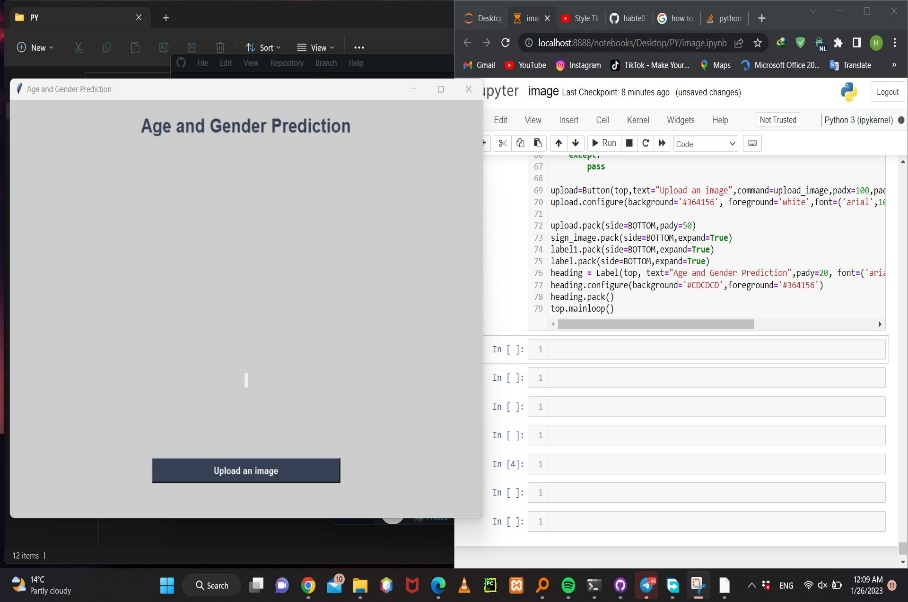 PY
New
Sort
View
File Edit View Repository Branch Help
Age and Gender Prediction
Age and Gender Prediction
Upload an image
12 items
Deskto
ima
Style Tl
habte
G how to
python
localhost:8888/notebooks/Desktop/PY/image.ipynb
NL
H
Gmail YouTube Instagram TikTok - Make Your... Maps Microsoft Office 20... Translate »
upyter image Last Checkpoint: 8 minutes ago (unsaved changes) Logout
Edit View Insert Cell Kernel Widgets Help Not Trusted Python 3 (ipykernel)
Run Code
66 except:
67 pass
68
69 upload=Button(top,text="Upload an image",command=upload_image,padx=100,pad
70 upload.configure(background='#364156', foreground='white',font=('arial',10
71
72 upload.pack(side=BOTTOM,pady=50)
73 sign_image.pack(side=BOTTOM,expand=True)
74 label1.pack(side=BOTTOM,expand=True)
75 label.pack(side=BOTTOM,expand=True)
76 heading = Label(top, text="Age and Gender Prediction",pady=20, font=('aria
77 heading.configure(background='#CDCDCD',foreground='#364156')
78 heading.pack()
79 top.mainloop()
In [ ]: 1
In [ ]: 1
In [ ]: 1
In [ ]: 1
In [4]: 1
In [ ]: 1
In [ ]: 1
14°C
Partly cloudy
Search
10
ENG
12:09 AM
1/26/2023